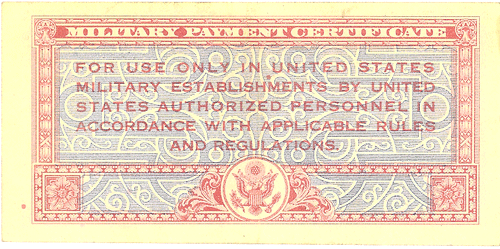 MILITARY PAYMENT CERTIFICATE
FOR USE ONLY IN UNITED STATES
MILITARY ESTABLISHMENTS BY UNITED
STATES AUTHORIZED PERSONNEL IN
ACCORDANCE WITH APPLICABLE RULES
AND REGULATIONS.